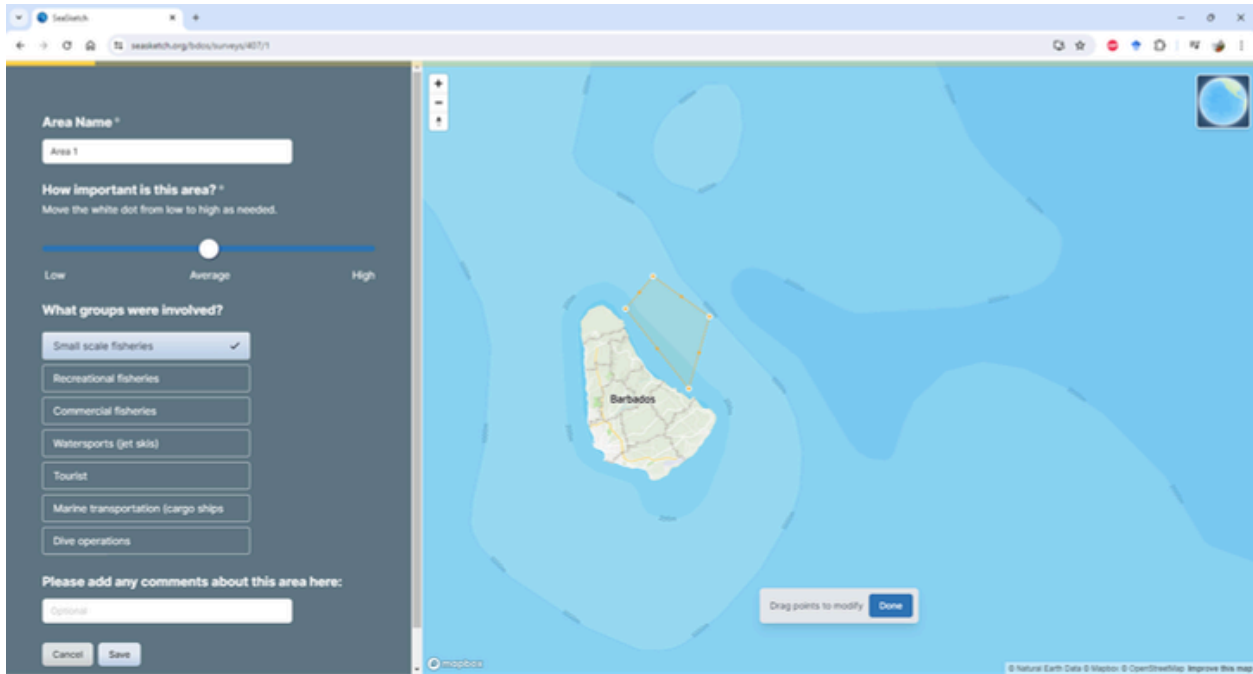 SeaSketch
seasketch.org/bdos/surveys/407/1
Area Name *
Area 1
How important is this area? *
Move the white dot from low to high as needed.
Low Average High
What groups were involved?
Small scale fisheries
Recreational fisheries
Commercial fisheries
Watersports (jet skis)
Tourist
Marine transportation (cargo ships
Dive operations
Please add any comments about this area here:
Optional
Cancel Save
Barbados
Drag points to modify Done
mapbox
© Natural Earth Data © Mapbox © OpenStreetMap Improve this map